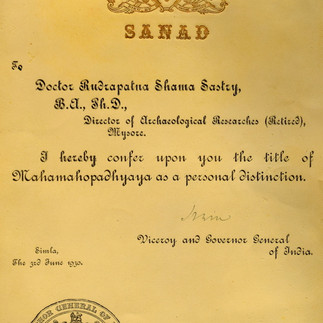 SANAD
To
Doctor Rudrapatna Shama Sastry,
B.A., Ph.D.,
Director of Archaeological Researches (Retired),
Mysore.
I hereby confer upon you the title of
Mahamahopadhyaya as a personal distinction.
Viceroy and Governor General
of India.
Simla,
The 3rd June 1930.